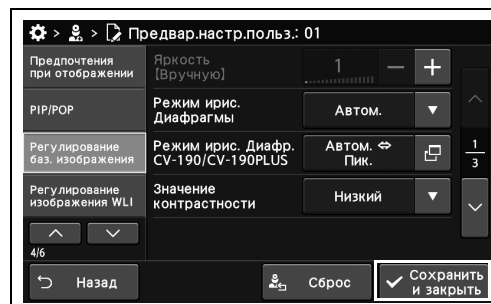 > > Предвар.настр.польз.: 01
Предпочтения
при отображении
PIP/POP
Регулирование
баз. изображения
Регулирование
изображения WLI
4/6
Яркость
[Вручную]
1 − +
Режим ирис.
Диафрагмы
Автом.
Режим ирис. Диафр.
CV-190/CV-190PLUS
Автом. ⇔
Пик.
Значение
контрастности
Низкий
1
3
Назад
Сброс
Сохранить
и закрыть